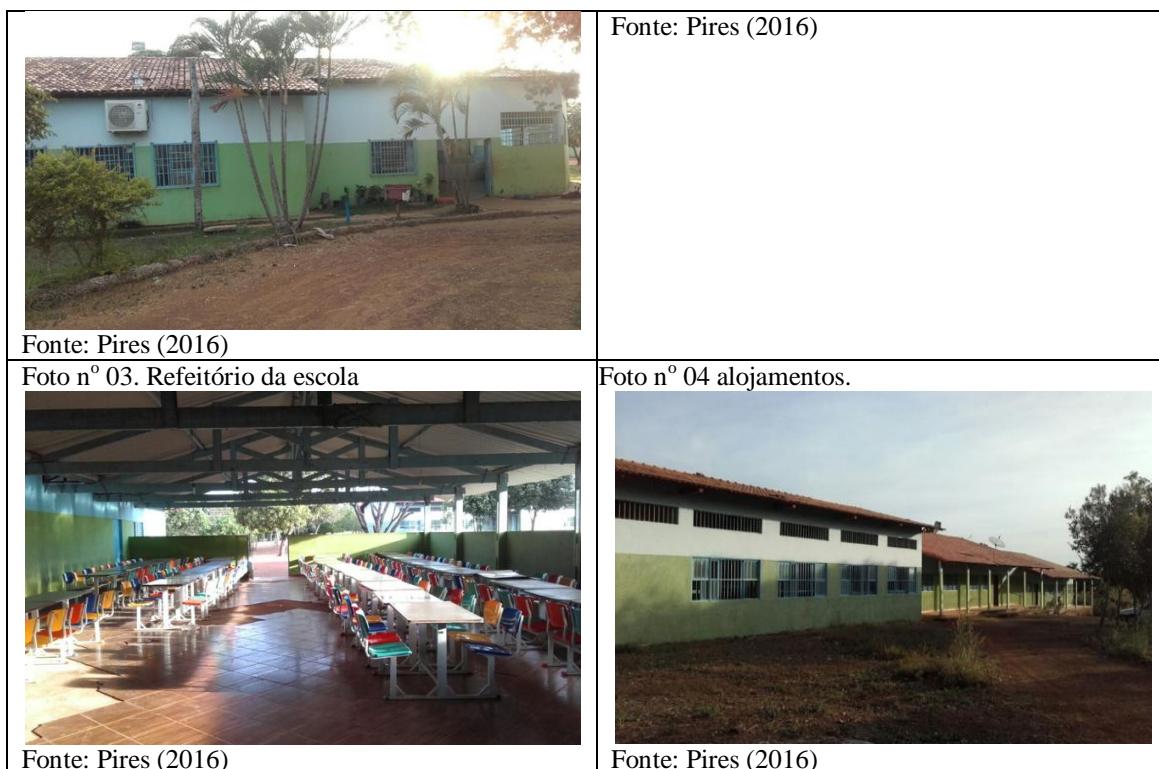 Fonte: Pires (2016)
Fonte: Pires (2016)
Foto nº 03. Refeitório da escola
Foto nº 04 alojamentos.
Fonte: Pires (2016)
Fonte: Pires (2016)